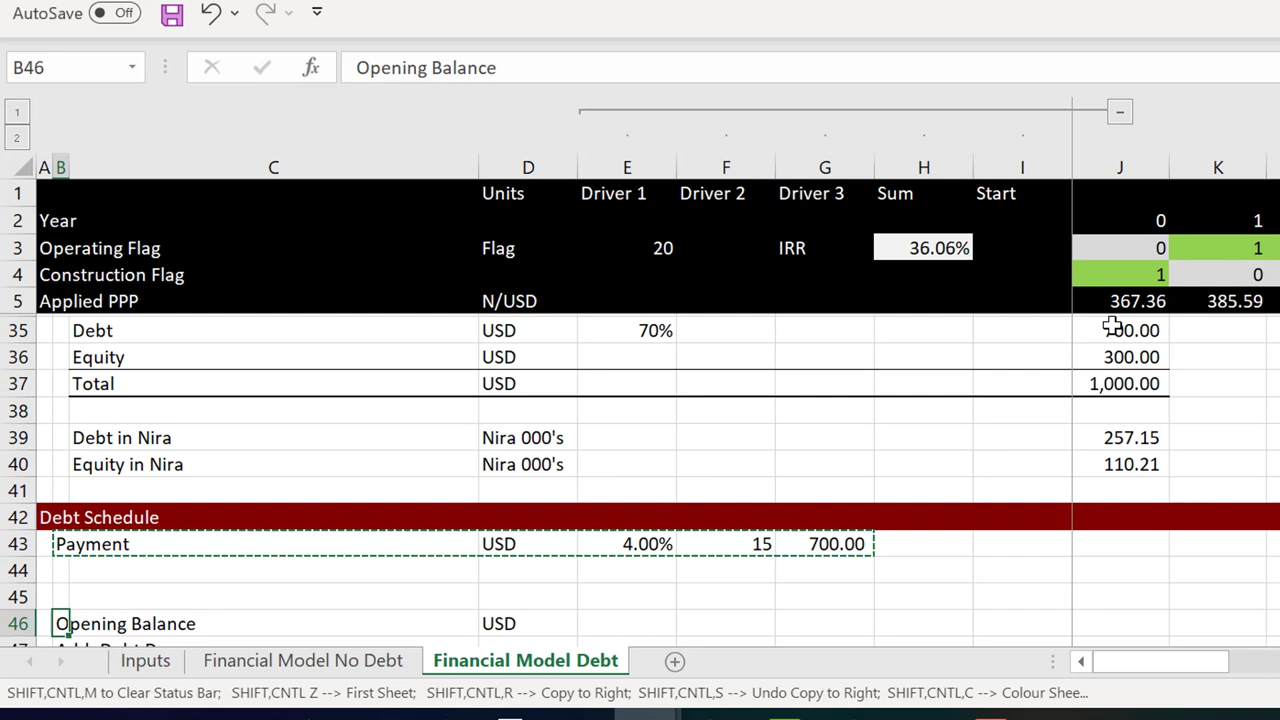 AutoSave Off
B46 fx Opening Balance
1
2
A B C D E F G H I J K
1 Units Driver 1 Driver 2 Driver 3 Sum Start
2 Year 0 1
3 Operating Flag Flag 20 IRR 36.06% 0 1
4 Construction Flag 1 0
5 Applied PPP N/USD 367.36 385.59
35 Debt USD 70%
36 Equity USD 300.00
37 Total USD 1,000.00
38
39 Debt in Nira Nira 000's 257.15
40 Equity in Nira Nira 000's 110.21
41
42 Debt Schedule
43 Payment USD 4.00% 15 700.00
44
45
46 Opening Balance USD
Inputs Financial Model No Debt Financial Model Debt
SHIFT,CNTL,M to Clear Status Bar; SHIFT,CNTL Z --> First Sheet; SHIFT,CNTL,R --> Copy to Right; SHIFT,CNTL,S --> Undo Copy to Right; SHIFT,CNTL,C --> Colour Shee...